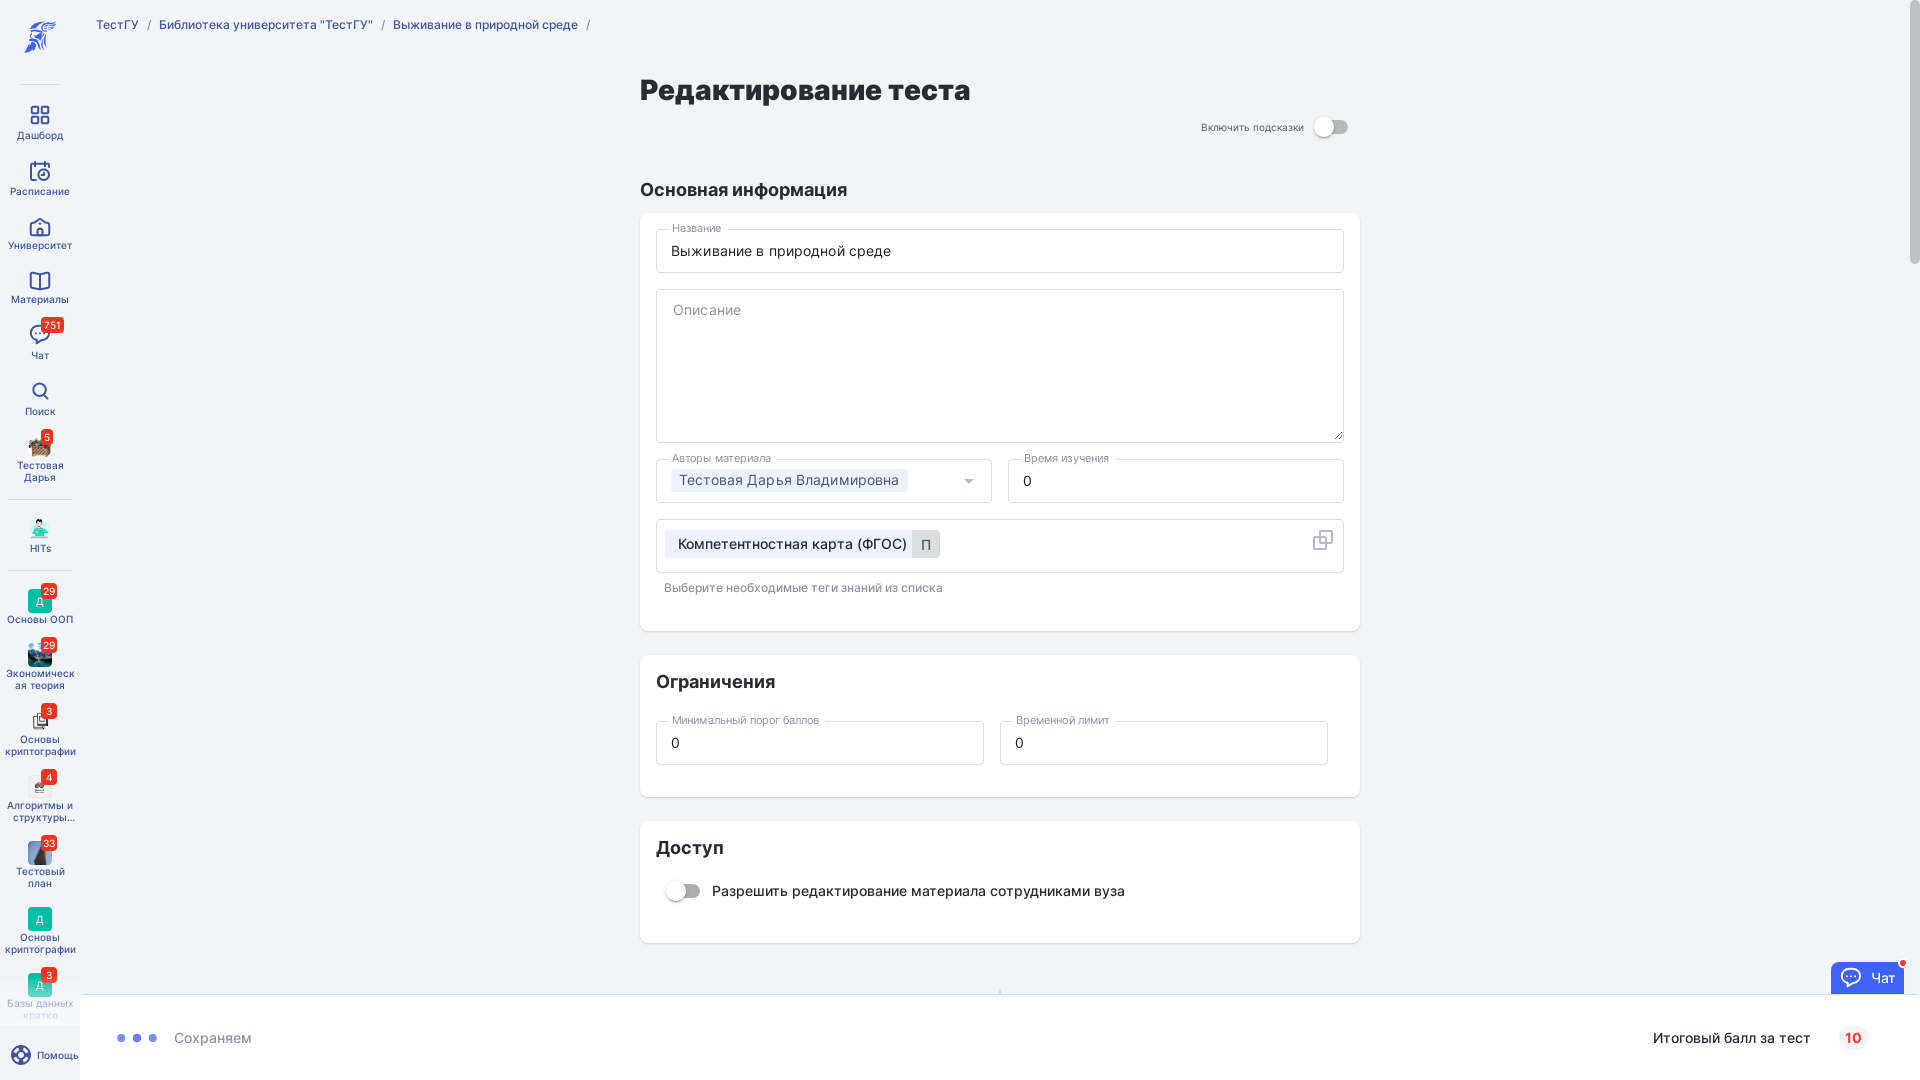 ТестГУ / Библиотека университета "ТестГУ" / Выживание в природной среде /
Дашборд
Расписание
Университет
Материалы
751
Чат
Поиск
5
Тестовая
Дарья
HITs
29
Д
Основы ООП
29
Экономическ
ая теория
3
Основы
криптографии
4
Алгоритмы и
структуры...
33
Тестовый
план
Д
Основы
криптографии
3
Д
Базы данных
кратко
Помощь
Редактирование теста
Включить подсказки
Основная информация
Название
Выживание в природной среде
Описание
Авторы материала
Тестовая Дарья Владимировна
Время изучения
0
Компетентностная карта (ФГОС) П
Выберите необходимые теги знаний из списка
Ограничения
Минимальный порог баллов
0
Временной лимит
0
Доступ
Разрешить редактирование материала сотрудниками вуза
Чат
Сохраняем
Итоговый балл за тест 10